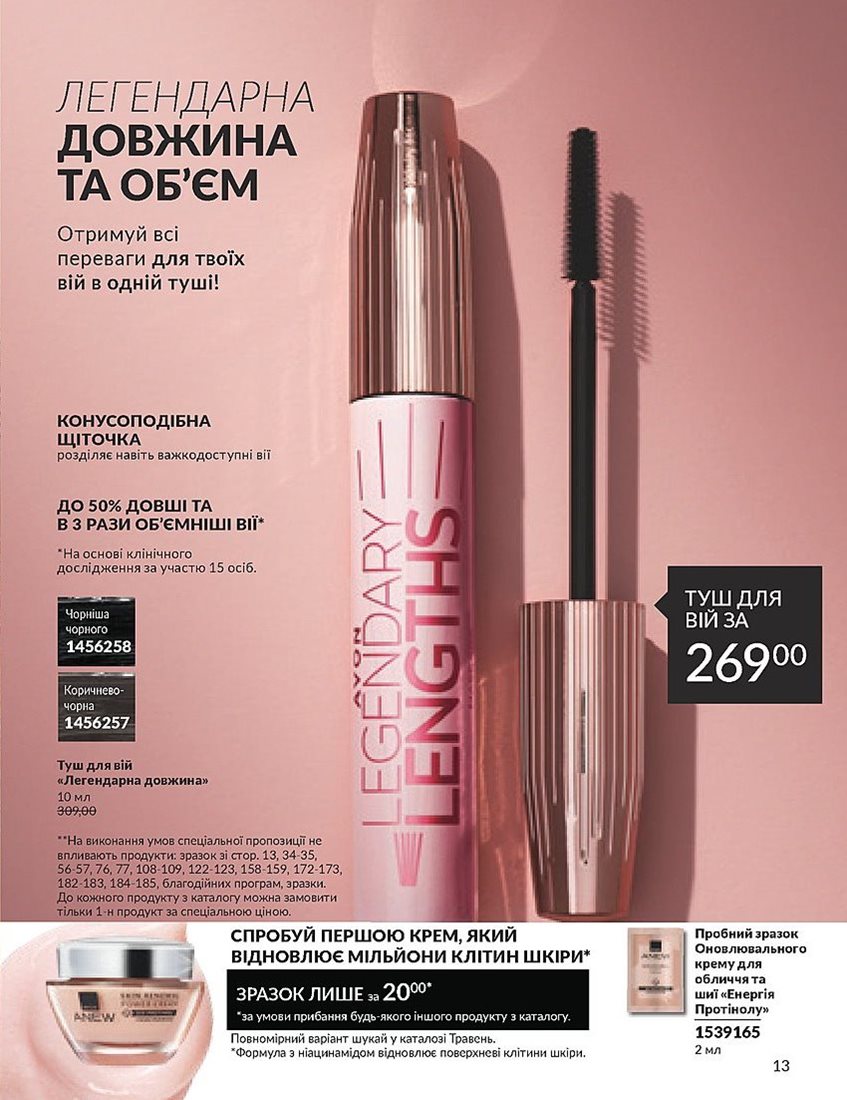 ЛЕГЕНДАРНА
ДОВЖИНА
ТА ОБ’ЄМ
Отримуй всі
переваги для твоїх
вій в одній туші!
КОНУСОПОДІБНА
ЩІТОЧКА
розділяє навіть важкодоступні вії
ДО 50% ДОВШІ ТА
В 3 РАЗИ ОБ’ЄМНІШІ ВІЇ*
*На основі клінічного
дослідження за участю 15 осіб.
Чорніша
чорного
1456258
Коричнево-
чорна
1456257
Туш для вій
«Легендарна довжина»
10 мл
309,00
**На виконання умов спеціальної пропозиції не
впливають продукти: зразок зі стор. 13, 34-35,
56-57, 76, 77, 108-109, 122-123, 158-159, 172-173,
182-183, 184-185, благодійних програм, зразки.
До кожного продукту з каталогу можна замовити
тільки 1-н продукт за спеціальною ціною.
AVON
LEGENDARY
LENGTHS
ТУШ ДЛЯ
ВІЙ ЗА
26900
СПРОБУЙ ПЕРШОЮ КРЕМ, ЯКИЙ
ВІДНОВЛЮЄ МІЛЬЙОНИ КЛІТИН ШКІРИ*
ЗРАЗОК ЛИШЕ за 2000*
*за умови прибання будь-якого іншого продукту з каталогу.
Повномірний варіант шукай у каталозі Травень.
*Формула з ніацинамідом відновлює поверхневі клітини шкіри.
SKIN RENEWAL
POWER CREAM
ANEW
ANEW
Пробний зразок
Оновлювального
крему для
обличчя та
шиї «Енергія
Протінолу»
1539165
2 мл
13